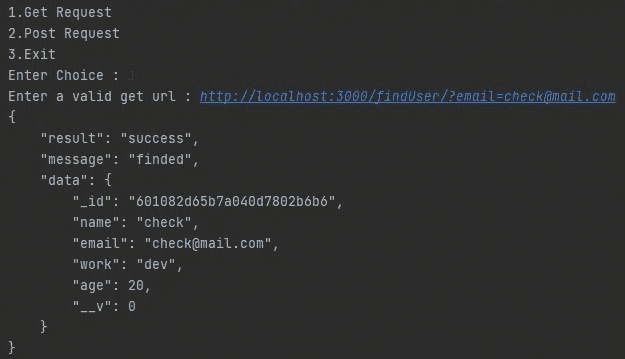 1.Get Request
2.Post Request
3.Exit
Enter Choice :
Enter a valid get url : http://localhost:3000/findUser/?email=check@mail.com
{
    "result": "success",
    "message": "finded",
    "data": {
        "_id": "601082d65b7a040d7802b6b6",
        "name": "check",
        "email": "check@mail.com",
        "work": "dev",
        "age": 20,
        "__v": 0
    }
}